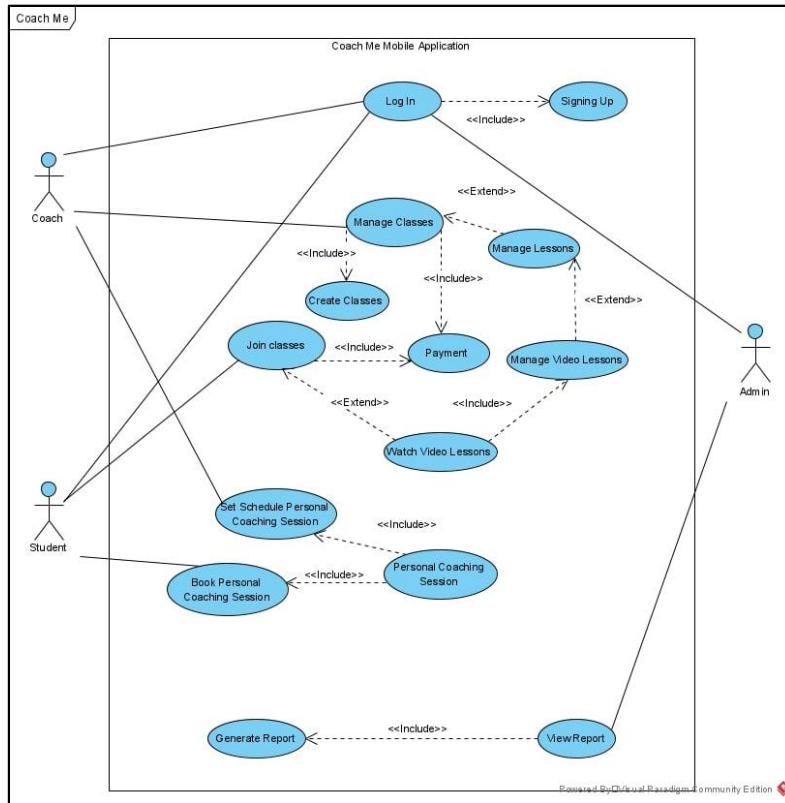 Coach Me
Coach Me Mobile Application
Log In
<<Include>>
Signing Up
Coach
<<Extend>>
Manage Classes
Manage Lessons
<<Include>>
<<Include>>
Create Classes
<<Extend>>
Join classes
<<Include>>
Payment
Manage Video Lessons
Admin
<<Extend>>
<<Include>>
Watch Video Lessons
Set Schedule Personal
Coaching Session
<<Include>>
Student
Book Personal
Coaching Session
<<Include>>
Personal Coaching
Session
Generate Report
<<Include>>
View Report
Powered By Visual Paradigm Community Edition